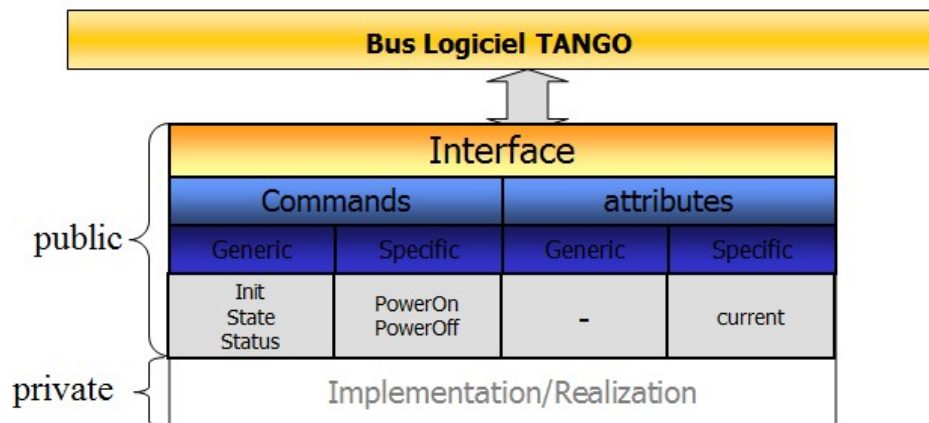 Bus Logiciel TANGO
Interface
Commands attributes
public
Generic Specific Generic Specific
Init
State
Status
PowerOn
PowerOff
-
current
private
Implementation/Realization